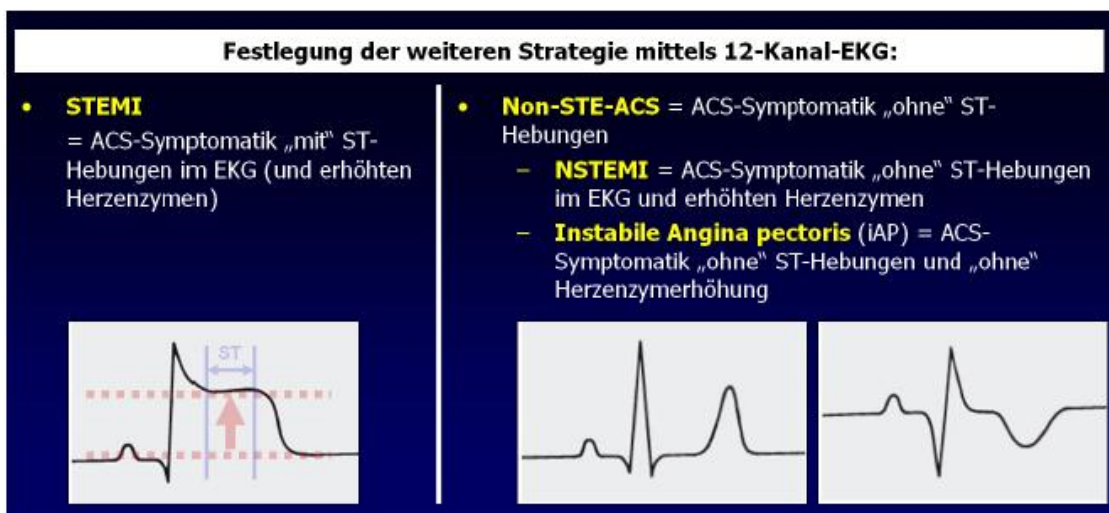 Festlegung der weiteren Strategie mittels 12-Kanal-EKG:
• STEMI
= ACS-Symptomatik „mit“ ST-
Hebungen im EKG (und erhöhten
Herzenzymen)
ST
• Non-STE-ACS = ACS-Symptomatik „ohne“ ST-
Hebungen
– NSTEMI = ACS-Symptomatik „ohne“ ST-Hebungen
im EKG und erhöhten Herzenzymen
– Instabile Angina pectoris (iAP) = ACS-
Symptomatik „ohne“ ST-Hebungen und „ohne“
Herzenzymerhöhung